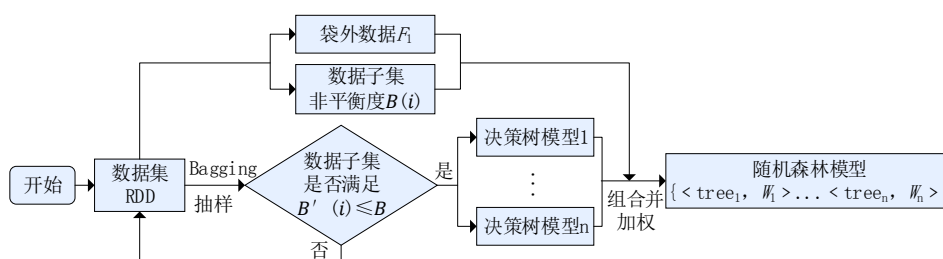 袋外数据F₁
数据子集
非平衡度B(i)
开始
数据集
RDD
Bagging
抽样
数据子集
是否满足
B′ (i)≤B
是
否
决策树模型1
⋮
决策树模型n
组合并
加权
随机森林模型
{<tree₁, W₁>...<treeₙ, Wₙ>